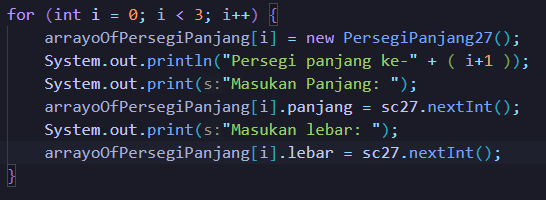 for (int i = 0; i < 3; i++) {
    arrayoOfPersegiPanjang[i] = new PersegiPanjang27();
    System.out.println("Persegi panjang ke-" + ( i+1 ));
    System.out.print(s:"Masukan Panjang: ");
    arrayoOfPersegiPanjang[i].panjang = sc27.nextInt();
    System.out.print(s:"Masukan lebar: ");
    arrayoOfPersegiPanjang[i].lebar = sc27.nextInt();
}